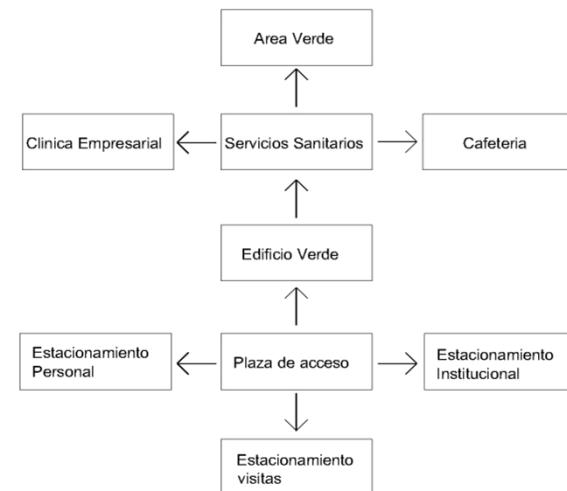 Area Verde
Clinica Empresarial
Servicios Sanitarios
Cafeteria
Edificio Verde
Estacionamiento
Personal
Plaza de acceso
Estacionamiento
Institucional
Estacionamiento
visitas